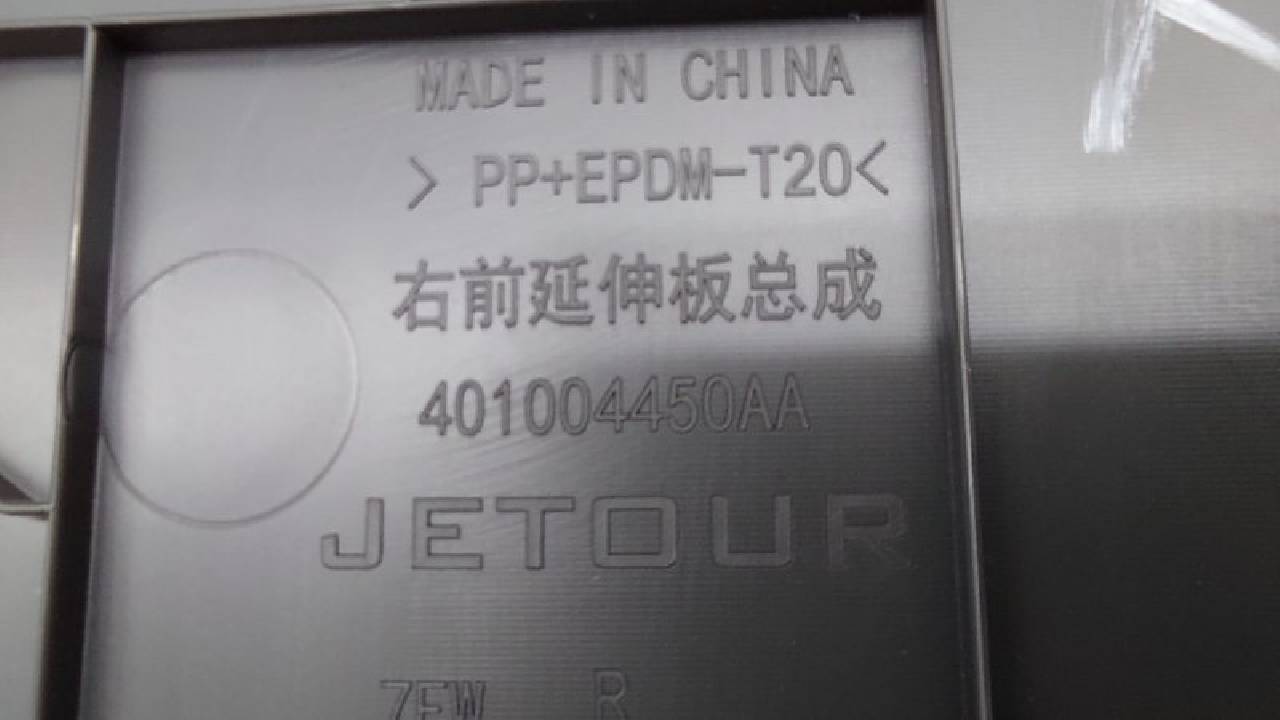 MADE IN CHINA
> PP+EPDM-T20<
右前延伸板总成
401004450AA
JETOUR
R